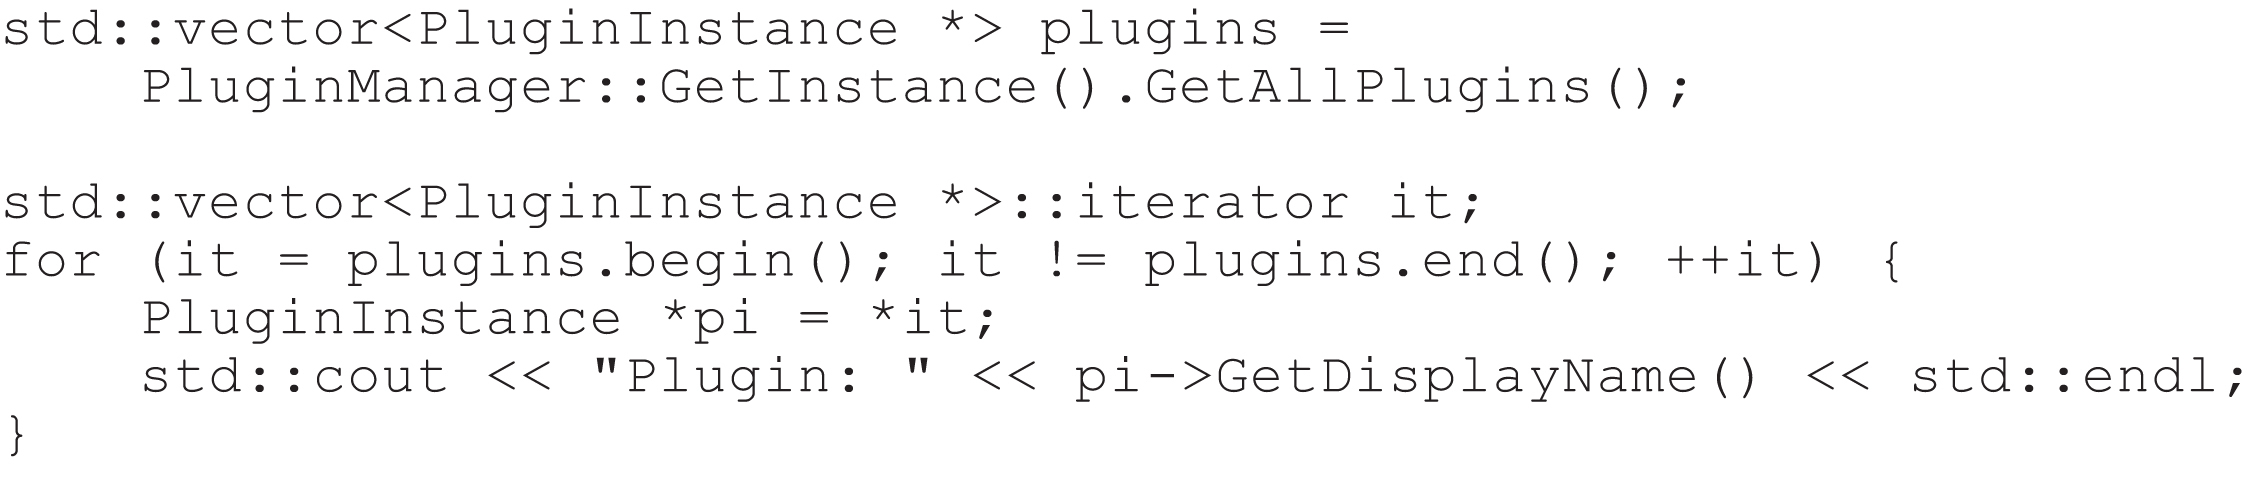 std::vector<PluginInstance *> plugins =
    PluginManager::GetInstance().GetAllPlugins();

std::vector<PluginInstance *>::iterator it;
for (it = plugins.begin(); it != plugins.end(); ++it) {
    PluginInstance *pi = *it;
    std::cout << "Plugin: " << pi->GetDisplayName() << std::endl;
}